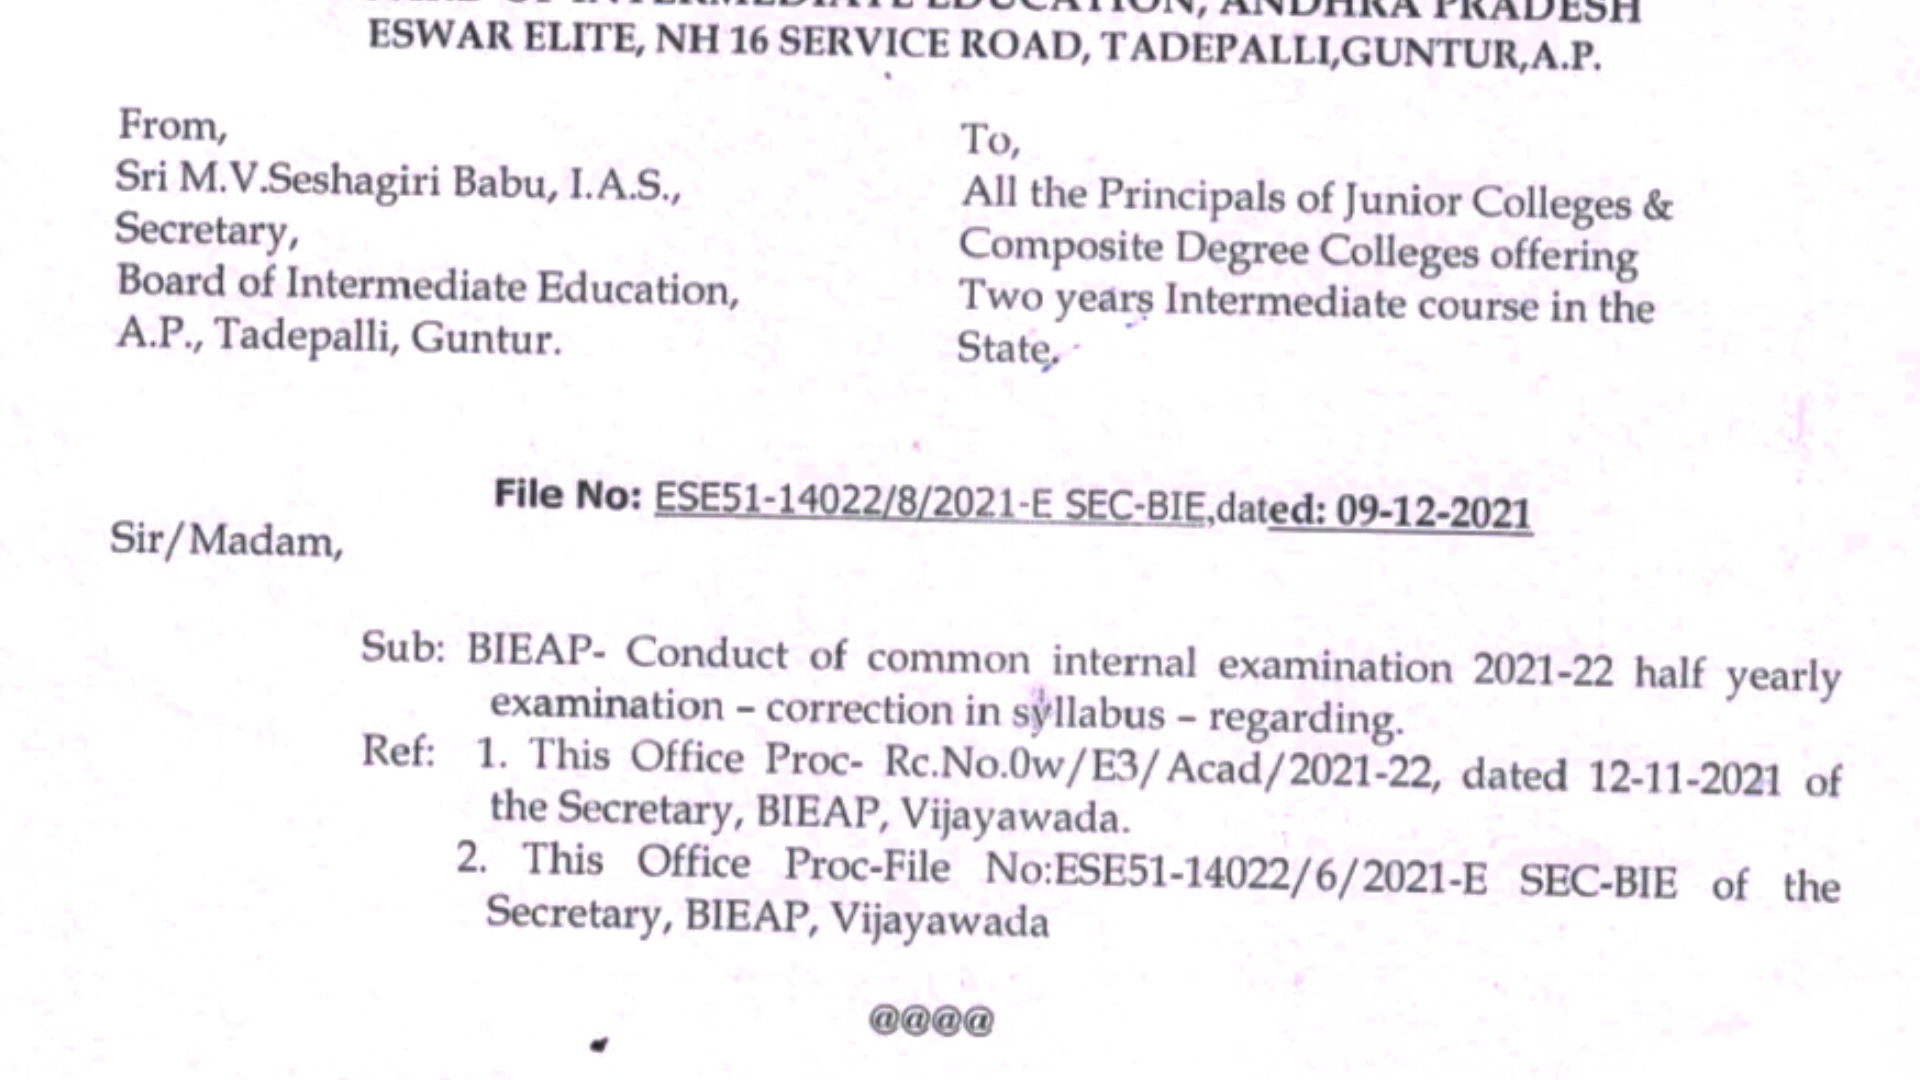 OF INTERMEDIATE EDUCATION, ANDHRA PRADESH
ESWAR ELITE, NH 16 SERVICE ROAD, TADEPALLI,GUNTUR,A.P.
From,
Sri M.V.Seshagiri Babu, I.A.S.,
Secretary,
Board of Intermediate Education,
A.P., Tadepalli, Guntur.
To,
All the Principals of Junior Colleges &
Composite Degree Colleges offering
Two years Intermediate course in the
State.
File No: ESE51-14022/8/2021-E SEC-BIE,dated: 09-12-2021
Sir/Madam,
Sub: BIEAP- Conduct of common internal examination 2021-22 half yearly
examination – correction in syllabus – regarding.
Ref: 1. This Office Proc- Rc.No.0w/E3/Acad/2021-22, dated 12-11-2021 of
the Secretary, BIEAP, Vijayawada.
2. This Office Proc-File No:ESE51-14022/6/2021-E SEC-BIE of the
Secretary, BIEAP, Vijayawada
@@@@